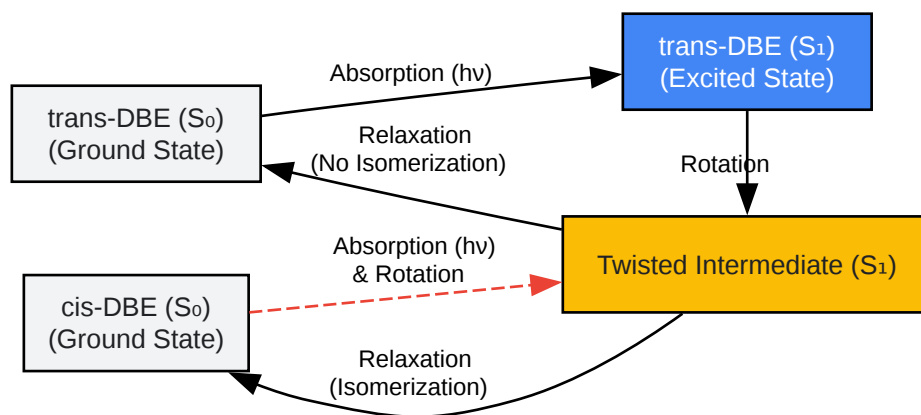 trans-DBE (S₁)
(Excited State)
Absorption (hν)
trans-DBE (S₀)
(Ground State)
Relaxation
(No Isomerization)
Rotation
Absorption (hν)
& Rotation
Twisted Intermediate (S₁)
cis-DBE (S₀)
(Ground State)
Relaxation
(Isomerization)